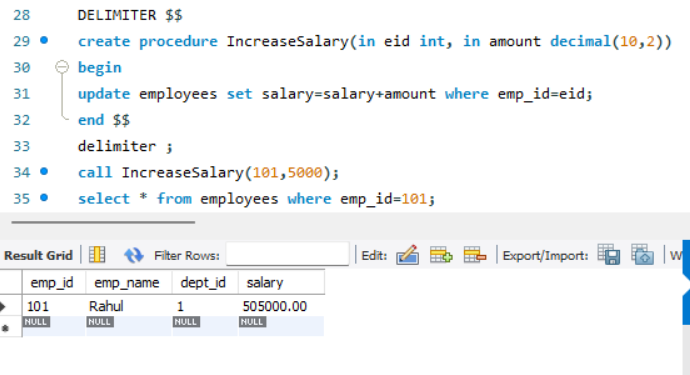 28 DELIMITER $$
29 create procedure IncreaseSalary(in eid int, in amount decimal(10,2))
30 begin
31 update employees set salary=salary+amount where emp_id=eid;
32 end $$
33 delimiter ;
34 call IncreaseSalary(101,5000);
35 select * from employees where emp_id=101;
Result Grid Filter Rows: Edit: Export/Import: W
emp_id emp_name dept_id salary
101 Rahul 1 505000.00
NULL NULL NULL NULL